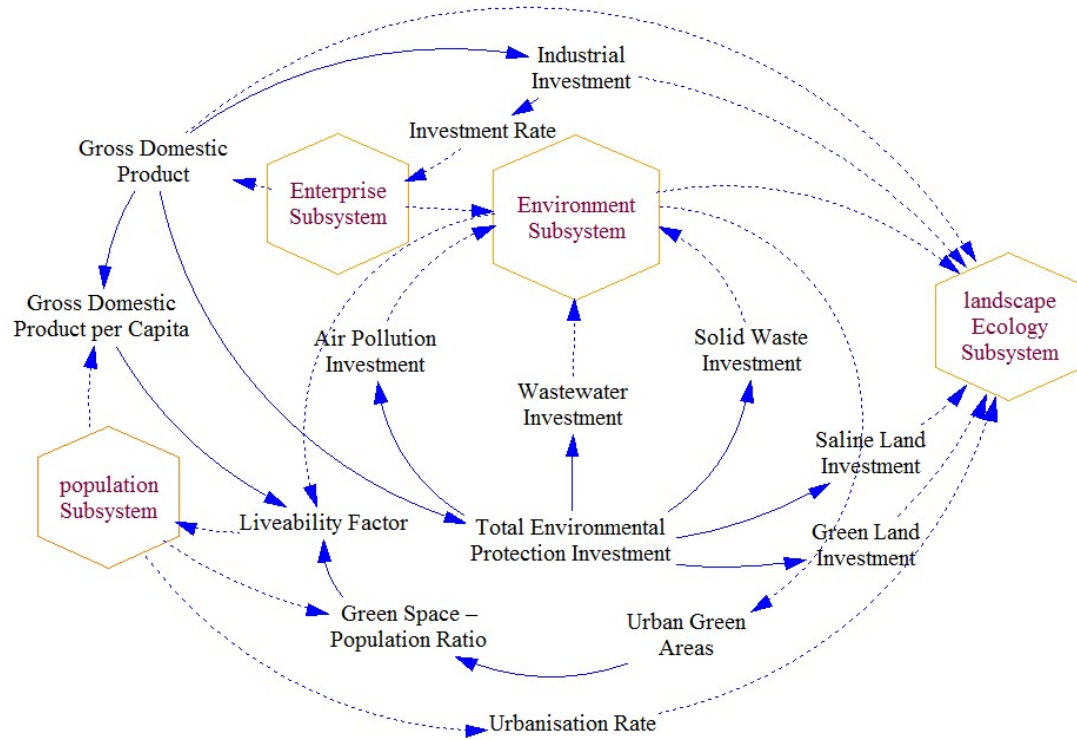 Industrial
Investment
Investment Rate
Gross Domestic
Product
Enterprise
Subsystem
Environment
Subsystem
landscape
Ecology
Subsystem
Gross Domestic
Product per Capita
Air Pollution
Investment
Solid Waste
Investment
Wastewater
Investment
Saline Land
Investment
population
Subsystem
Liveability Factor
Total Environmental
Protection Investment
Green Land
Investment
Green Space –
Population Ratio
Urban Green
Areas
Urbanisation Rate